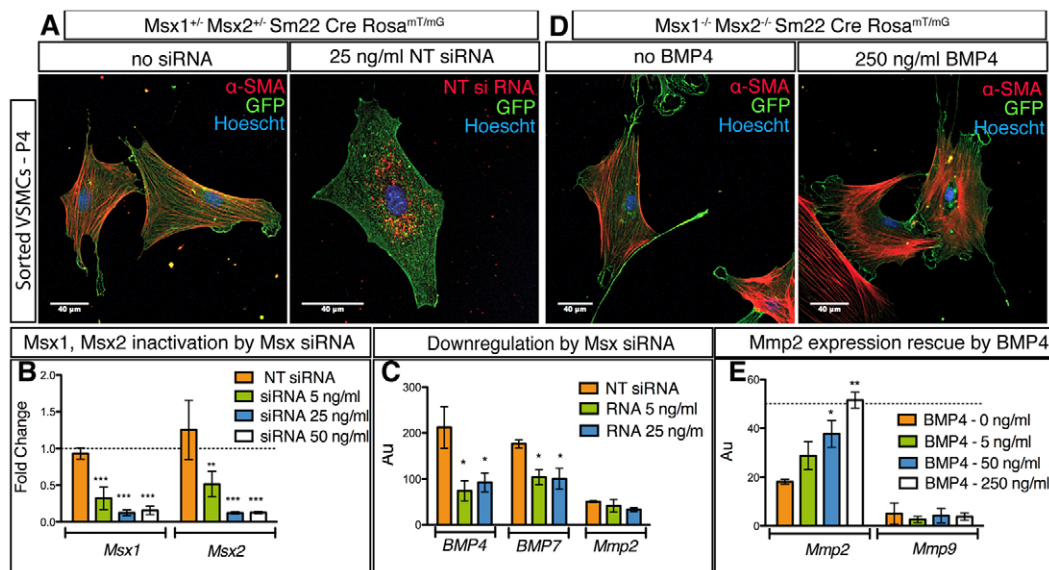 A
Msx1+/- Msx2+/- Sm22 Cre RosamT/mG
no siRNA
25 ng/ml NT siRNA
D
Msx1-/- Msx2-/- Sm22 Cre RosamT/mG
no BMP4
250 ng/ml BMP4
Sorted VSMCs - P4
α-SMA
GFP
Hoescht
40 μm
NT si RNA
GFP
Hoescht
40 μm
α-SMA
GFP
Hoescht
40 μm
α-SMA
GFP
Hoescht
40 μm
Msx1, Msx2 inactivation by Msx siRNA
B
Fold Change
2.0
1.5
1.0
0.5
0.0
NT siRNA
siRNA 5 ng/ml
siRNA 25 ng/ml
siRNA 50 ng/ml
*** *** *** ** *** ***
Msx1
Msx2
Downregulation by Msx siRNA
C
Au
300
200
100
0
NT siRNA
RNA 5 ng/ml
RNA 25 ng/m
* * * *
BMP4
BMP7
Mmp2
Mmp2 expression rescue by BMP4
E
Au
60
40
20
0
* **
BMP4 - 0 ng/ml
BMP4 - 5 ng/ml
BMP4 - 50 ng/ml
BMP4 - 250 ng/ml
Mmp2
Mmp9